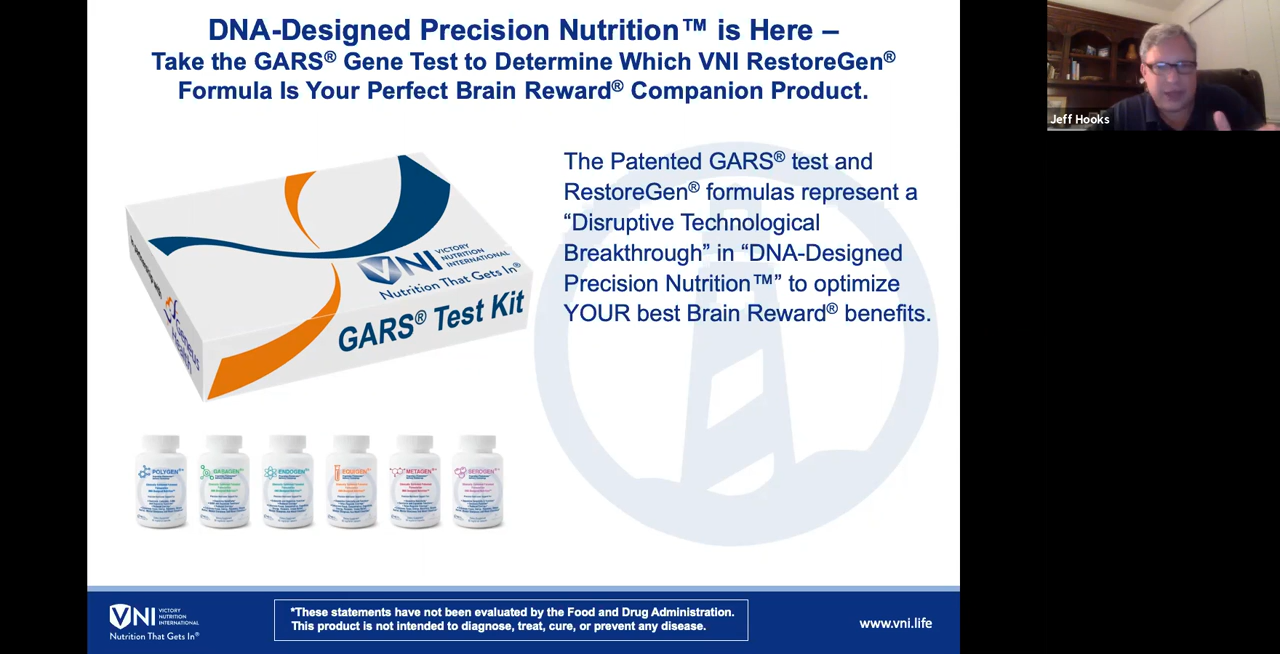 DNA-Designed Precision Nutrition™ is Here –
Take the GARS® Gene Test to Determine Which VNI RestoreGen®
Formula Is Your Perfect Brain Reward® Companion Product.
Jeff Hooks
The Patented GARS® test and
RestoreGen® formulas represent a
“Disruptive Technological
Breakthrough” in “DNA-Designed
Precision Nutrition™” to optimize
YOUR best Brain Reward® benefits.
VNI VICTORY
NUTRITION
INTERNATIONAL
Nutrition That Gets In®
GARS® Test Kit
Geneus
Health
POLYGEN
GABAGEN
ENDOGEN
EQUIGEN
METAGEN
SEROGEN
VNI VICTORY
NUTRITION
INTERNATIONAL
Nutrition That Gets In®
*These statements have not been evaluated by the Food and Drug Administration.
This product is not intended to diagnose, treat, cure, or prevent any disease.
www.vni.life